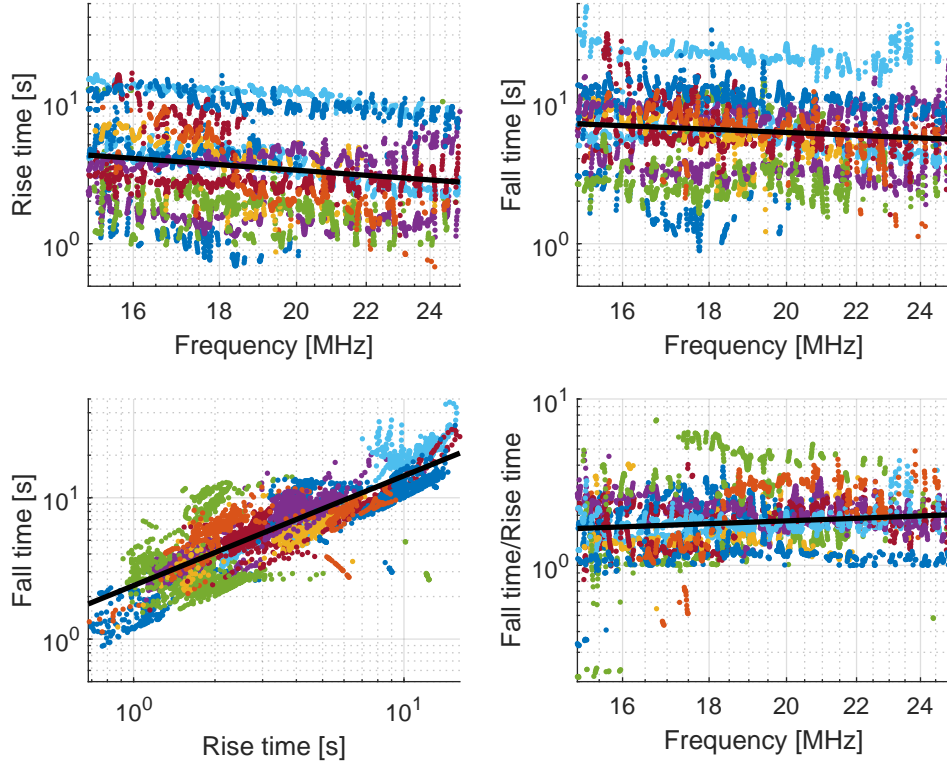 Rise time [s]
10^1
10^0
16 18 20 22 24
Frequency [MHz]
Fall time [s]
10^1
10^0
16 18 20 22 24
Frequency [MHz]
Fall time [s]
10^1
10^0
10^0 10^1
Rise time [s]
Fall time/Rise time
10^1
10^0
16 18 20 22 24
Frequency [MHz]